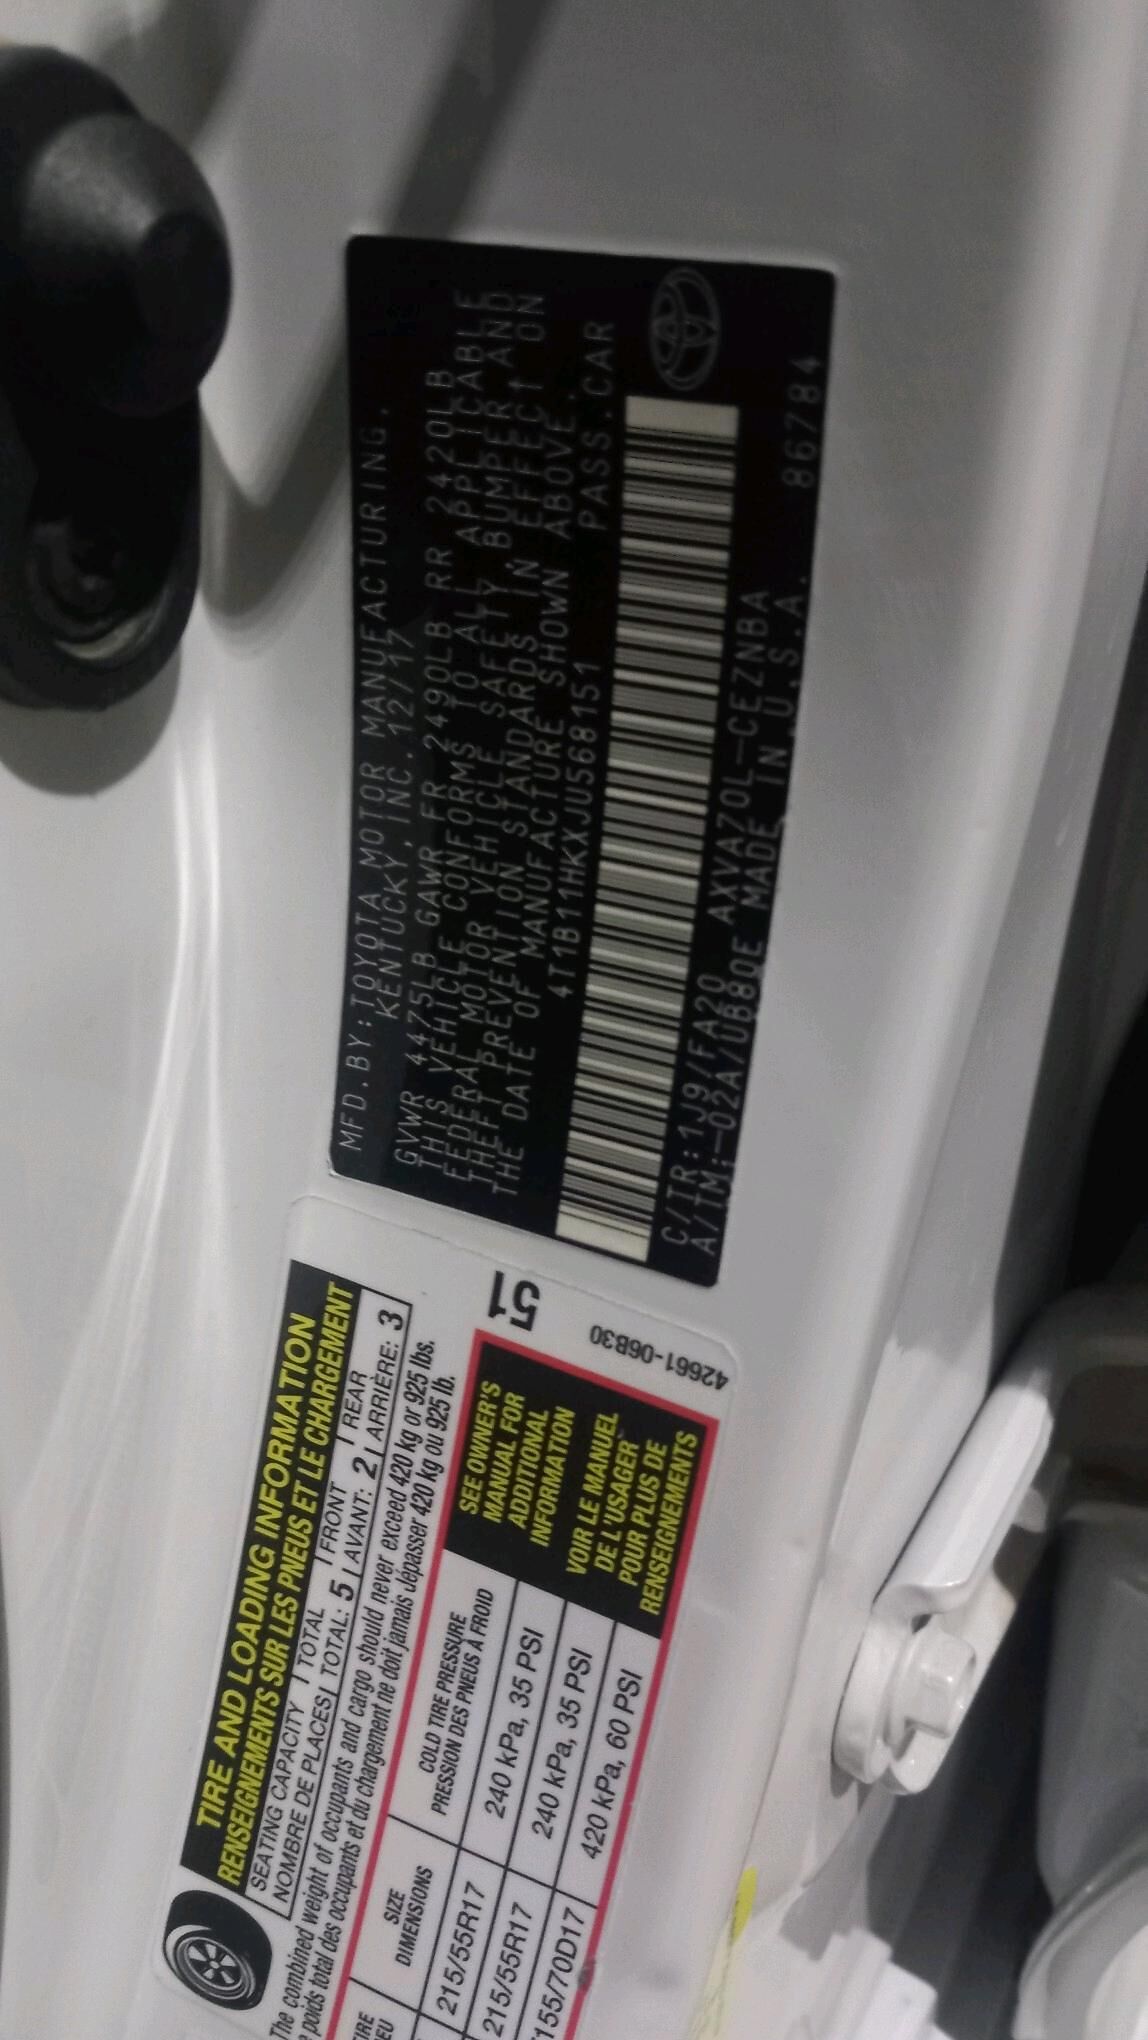 MFD.BY:TOYOTA MOTOR MANUFACTURING.
KENTUCKY,INC.12/17
GVWR 4475LB GAWR FR 2490LB RR 2420LB
THIS VEHICLE CONFORMS TO ALL APPLICABLE
FEDERAL MOTOR VEHICLE SAFETY, BUMPER AND
THEFT PREVENTION STANDARDS IN EFFECT ON
THE DATE OF MANUFACTURE SHOWN ABOVE.
4T1B11HKXJU568151 PASS.CAR
C/TR:1J9/FA20 AXVA70L-CEZNBA
A/TM:-02A/UB80E MADE IN U.S.A. 86784
TIRE AND LOADING INFORMATION
RENSEIGNEMENTS SUR LES PNEUS ET LE CHARGEMENT
SEATING CAPACITY TOTAL FRONT REAR
NOMBRE DE PLACES TOTAL: 5 AVANT: 2 ARRIÈRE: 3
The combined weight of occupants and cargo should never exceed 420 kg or 925 lbs.
poids total des occupants et du chargement ne doit jamais dépasser 420 kg ou 925 lb.
SIZE
DIMENSIONS
COLD TIRE PRESSURE
PRESSION DES PNEUS À FROID
215/55R17 240 kPa, 35 PSI
215/55R17 240 kPa, 35 PSI
155/70D17 420 kPa, 60 PSI
SEE OWNER'S
MANUAL FOR
ADDITIONAL
INFORMATION
VOIR LE MANUEL
DE L'USAGER
POUR PLUS DE
RENSEIGNEMENTS
51
42661-06B30